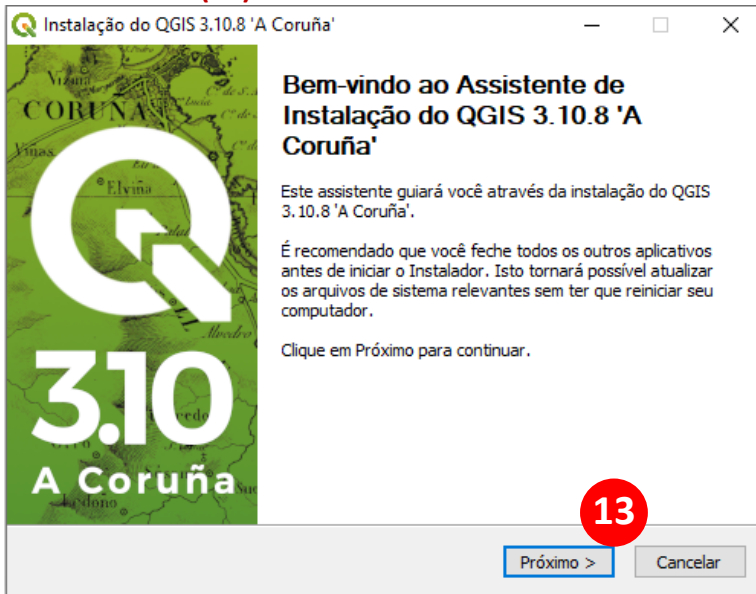 Instalação do QGIS 3.10.8 'A Coruña'
CORUÑA
Elviña
3.10
A Coruña
Bem-vindo ao Assistente de
Instalação do QGIS 3.10.8 'A
Coruña'
Este assistente guiará você através da instalação do QGIS
3.10.8 'A Coruña'.
É recomendado que você feche todos os outros aplicativos
antes de iniciar o Instalador. Isto tornará possível atualizar
os arquivos de sistema relevantes sem ter que reiniciar seu
computador.
Clique em Próximo para continuar.
13
Próximo >
Cancelar